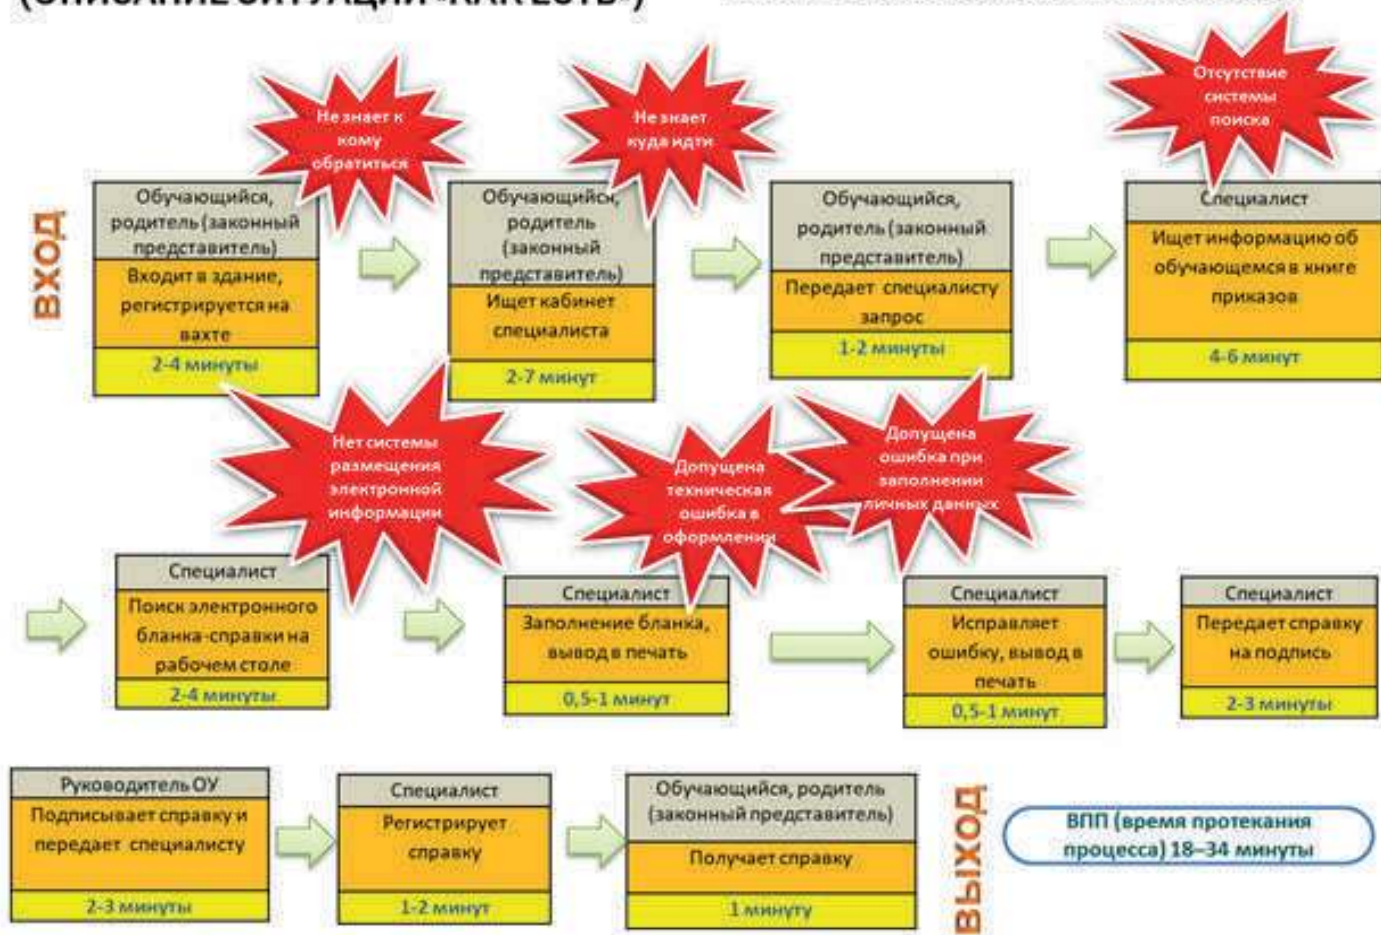 (ОПИСАНИЕ СИТУАЦИИ «КАК ЕСТЬ»)
Не знает к
кому
обратиться
Не знает
куда идти
Отсутствие
системы
поиска
ВХОД
Обучающийся,
родитель (законный
представитель)
Входит в здание,
регистрируется на
вахте
2-4 минуты
Обучающийся,
родитель
(законный
представитель)
Ищет кабинет
специалиста
2-7 минут
Обучающийся,
родитель (законный
представитель)
Передает специалисту
запрос
1-2 минуты
Специалист
Ищет информацию об
обучающемся в книге
приказов
4-6 минут
Нет системы
размещения
электронной
информации
Допущена
техническая
ошибка в
оформлении
Допущена
ошибка при
заполнении
личных данных
Специалист
Поиск электронного
бланка-справки на
рабочем столе
2-4 минуты
Специалист
Заполнение бланка,
вывод в печать
0,5-1 минут
Специалист
Исправляет
ошибку, вывод в
печать
0,5-1 минут
Специалист
Передает справку
на подпись
2-3 минуты
Руководитель ОУ
Подписывает справку и
передает специалисту
2-3 минуты
Специалист
Регистрирует
справку
1-2 минут
Обучающийся, родитель
(законный представитель)
Получает справку
1 минуту
ВЫХОД
ВПП (время протекания
процесса) 18–34 минуты